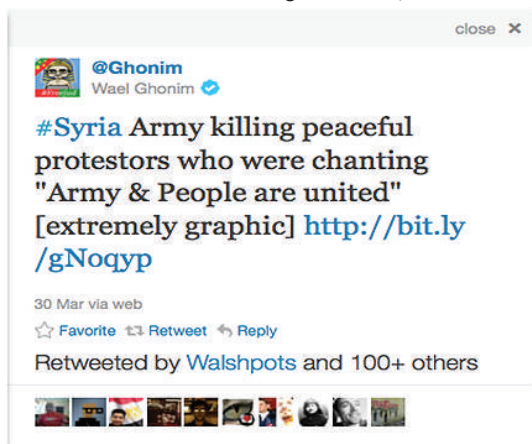 close ×
@Ghonim
Wael Ghonim
#Syria Army killing peaceful
protestors who were chanting
"Army & People are united"
[extremely graphic] http://bit.ly
/gNoqyp
30 Mar via web
Favorite Retweet Reply
Retweeted by Walshpots and 100+ others